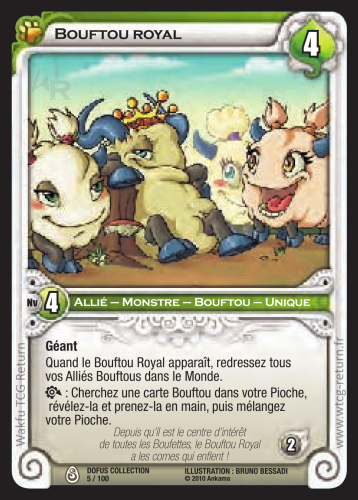 Bouftou royal
4
Nv 4 Allié – Monstre – Bouftou – Unique
Géant
Quand le Bouftou Royal apparaît, redressez tous
vos Alliés Bouftous dans le Monde.
: Cherchez une carte Bouftou dans votre Pioche,
révélez-la et prenez-la en main, puis mélangez
votre Pioche.
Depuis qu'il est le centre d'intérêt
de toutes les Boufettes, le Bouftou Royal
a les cornes qui enflent !
2
DOFUS COLLECTION
5 / 100
ILLUSTRATION : BRUNO BESSADI
© 2010 Ankama
Wakfu TCG Return
www.wtcg-return.fr